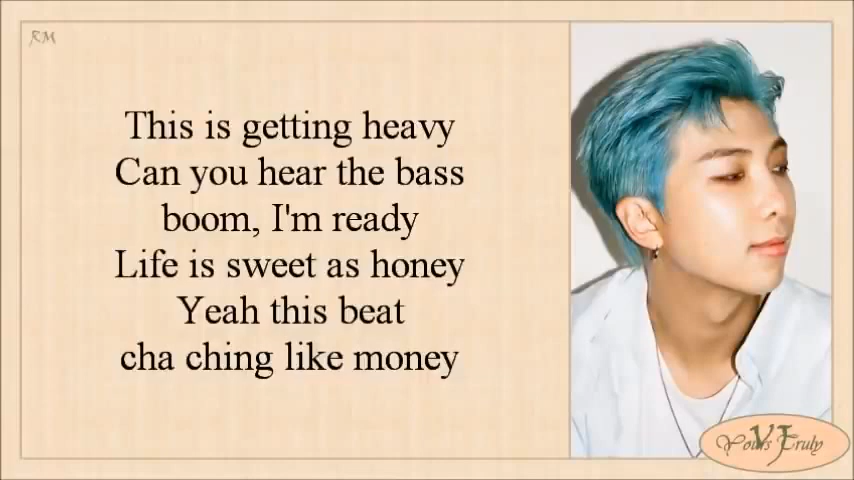 RM
This is getting heavy
Can you hear the bass
boom, I'm ready
Life is sweet as honey
Yeah this beat
cha ching like money
Yours Truly
VJ